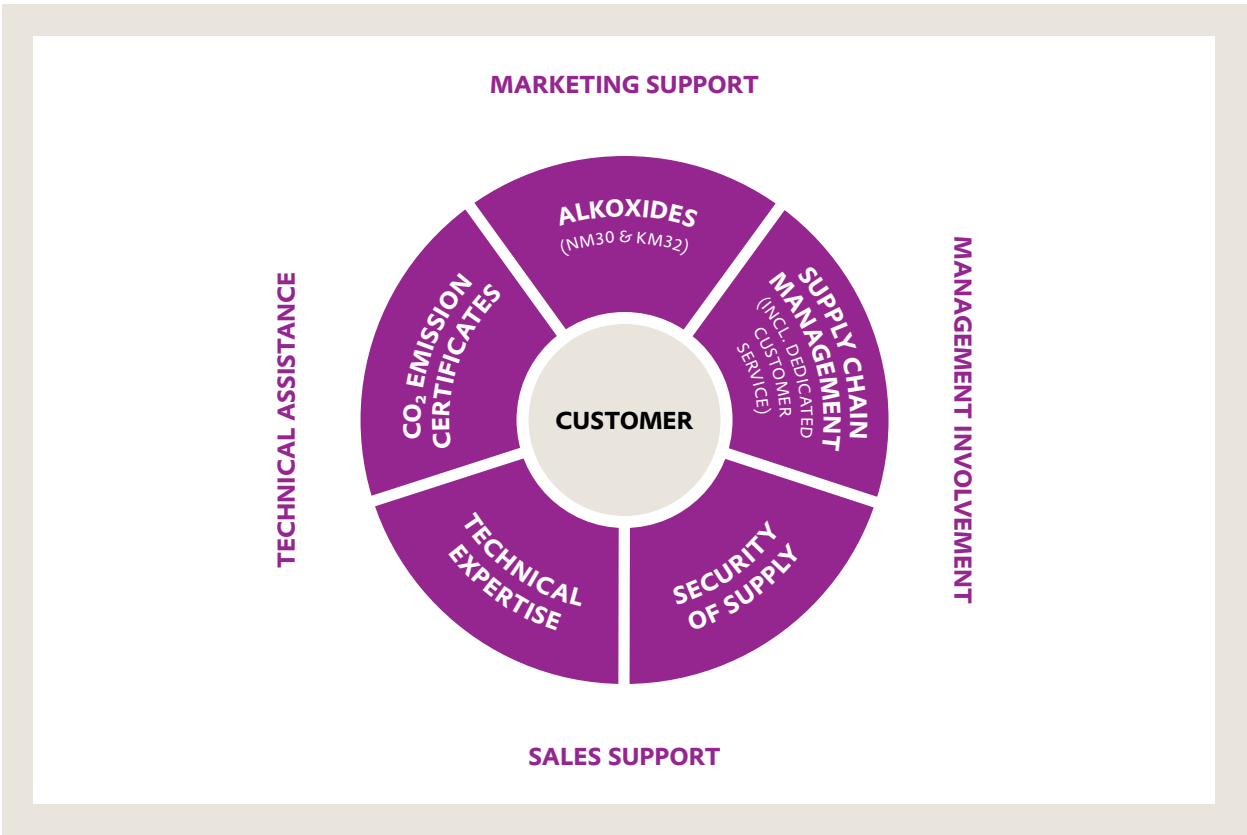 MARKETING SUPPORT
ALKOXIDES
(NM30 & KM32)
SUPPLY CHAIN
MANAGEMENT
(INCL. DEDICATED
CUSTOMER
SERVICE)
MANAGEMENT INVOLVEMENT
SECURITY
OF SUPPLY
TECHNICAL
EXPERTISE
CO₂ EMISSION
CERTIFICATES
TECHNICAL ASSISTANCE
CUSTOMER
SALES SUPPORT